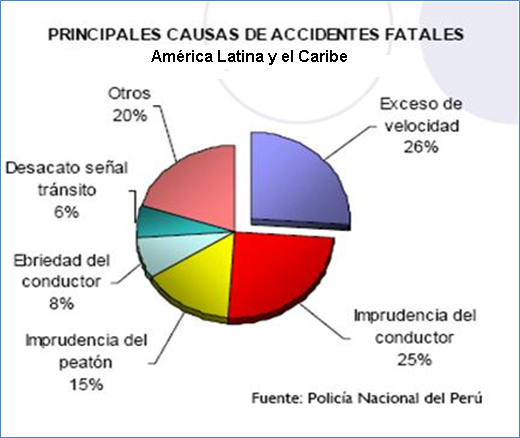 PRINCIPALES CAUSAS DE ACCIDENTES FATALES
América Latina y el Caribe
Otros
20%
Exceso de
velocidad
26%
Desacato señal
tránsito
6%
Ebriedad del
conductor
8%
Imprudencia del
peatón
15%
Imprudencia del
conductor
25%
Fuente: Policía Nacional del Perú